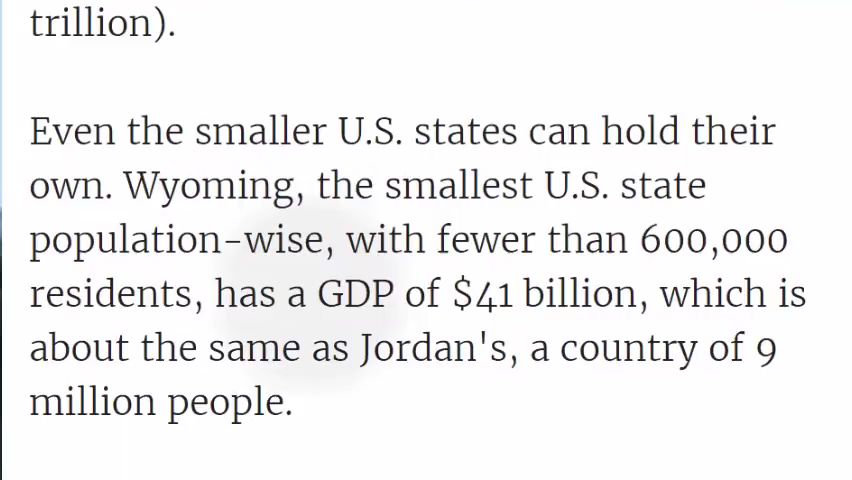 trillion).
Even the smaller U.S. states can hold their
own. Wyoming, the smallest U.S. state
population-wise, with fewer than 600,000
residents, has a GDP of $41 billion, which is
about the same as Jordan's, a country of 9
million people.